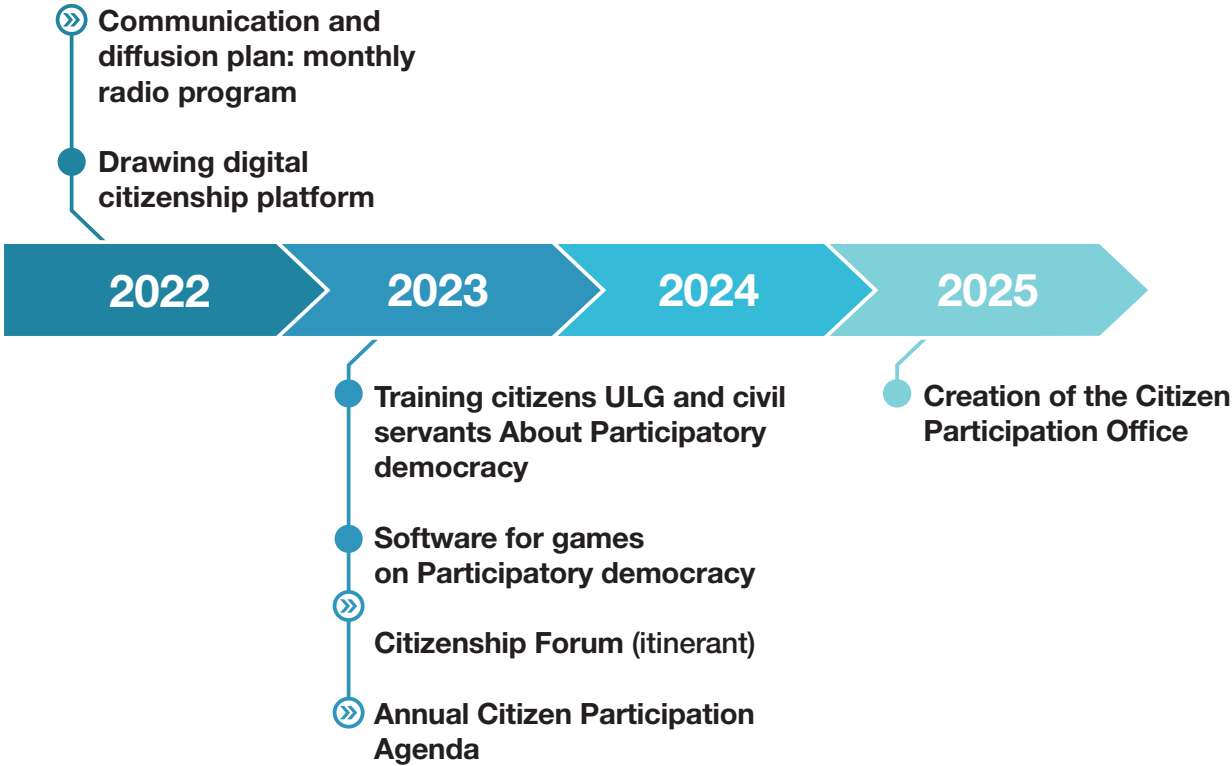 Communication and
diffusion plan: monthly
radio program
Drawing digital
citizenship platform
2022
2023
2024
2025
Training citizens ULG and civil
servants About Participatory
democracy
Software for games
on Participatory democracy
Citizenship Forum (itinerant)
Annual Citizen Participation
Agenda
Creation of the Citizen
Participation Office